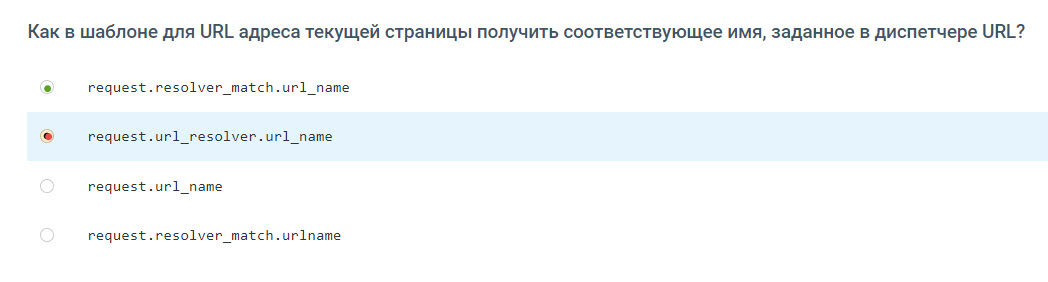 Как в шаблоне для URL адреса текущей страницы получить соответствующее имя, заданное в диспетчере URL?
request.resolver_match.url_name
request.url_resolver.url_name
request.url_name
request.resolver_match.urlname